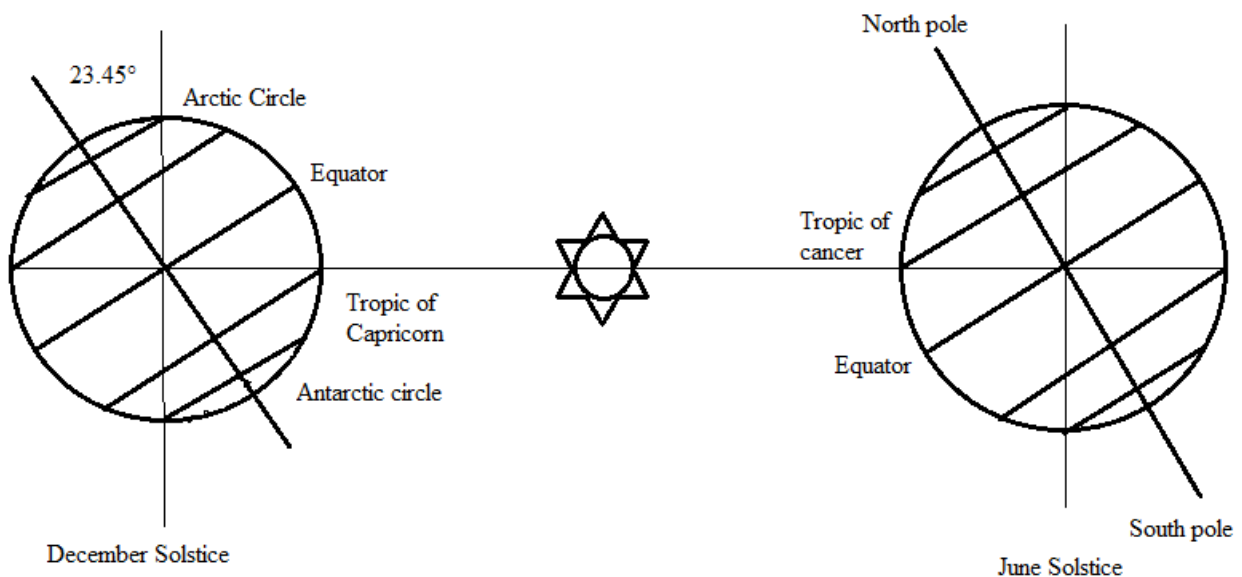 23.45°
Arctic Circle
Equator
Tropic of
Capricorn
Antarctic circle
December Solstice
North pole
Tropic of
cancer
Equator
South pole
June Solstice